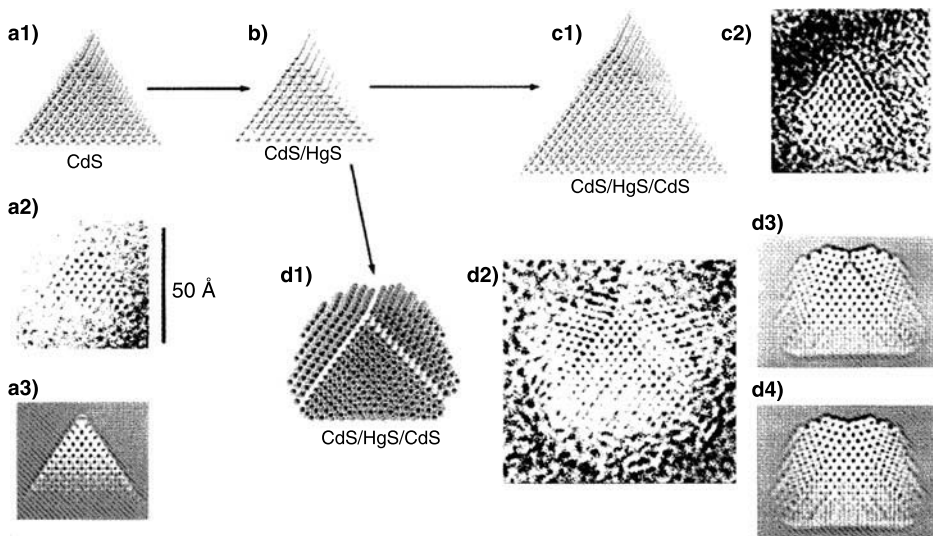 a1)
b)
c1)
c2)
CdS
CdS/HgS
CdS/HgS/CdS
a2)
50 Å
d1)
d2)
d3)
a3)
d4)
CdS/HgS/CdS